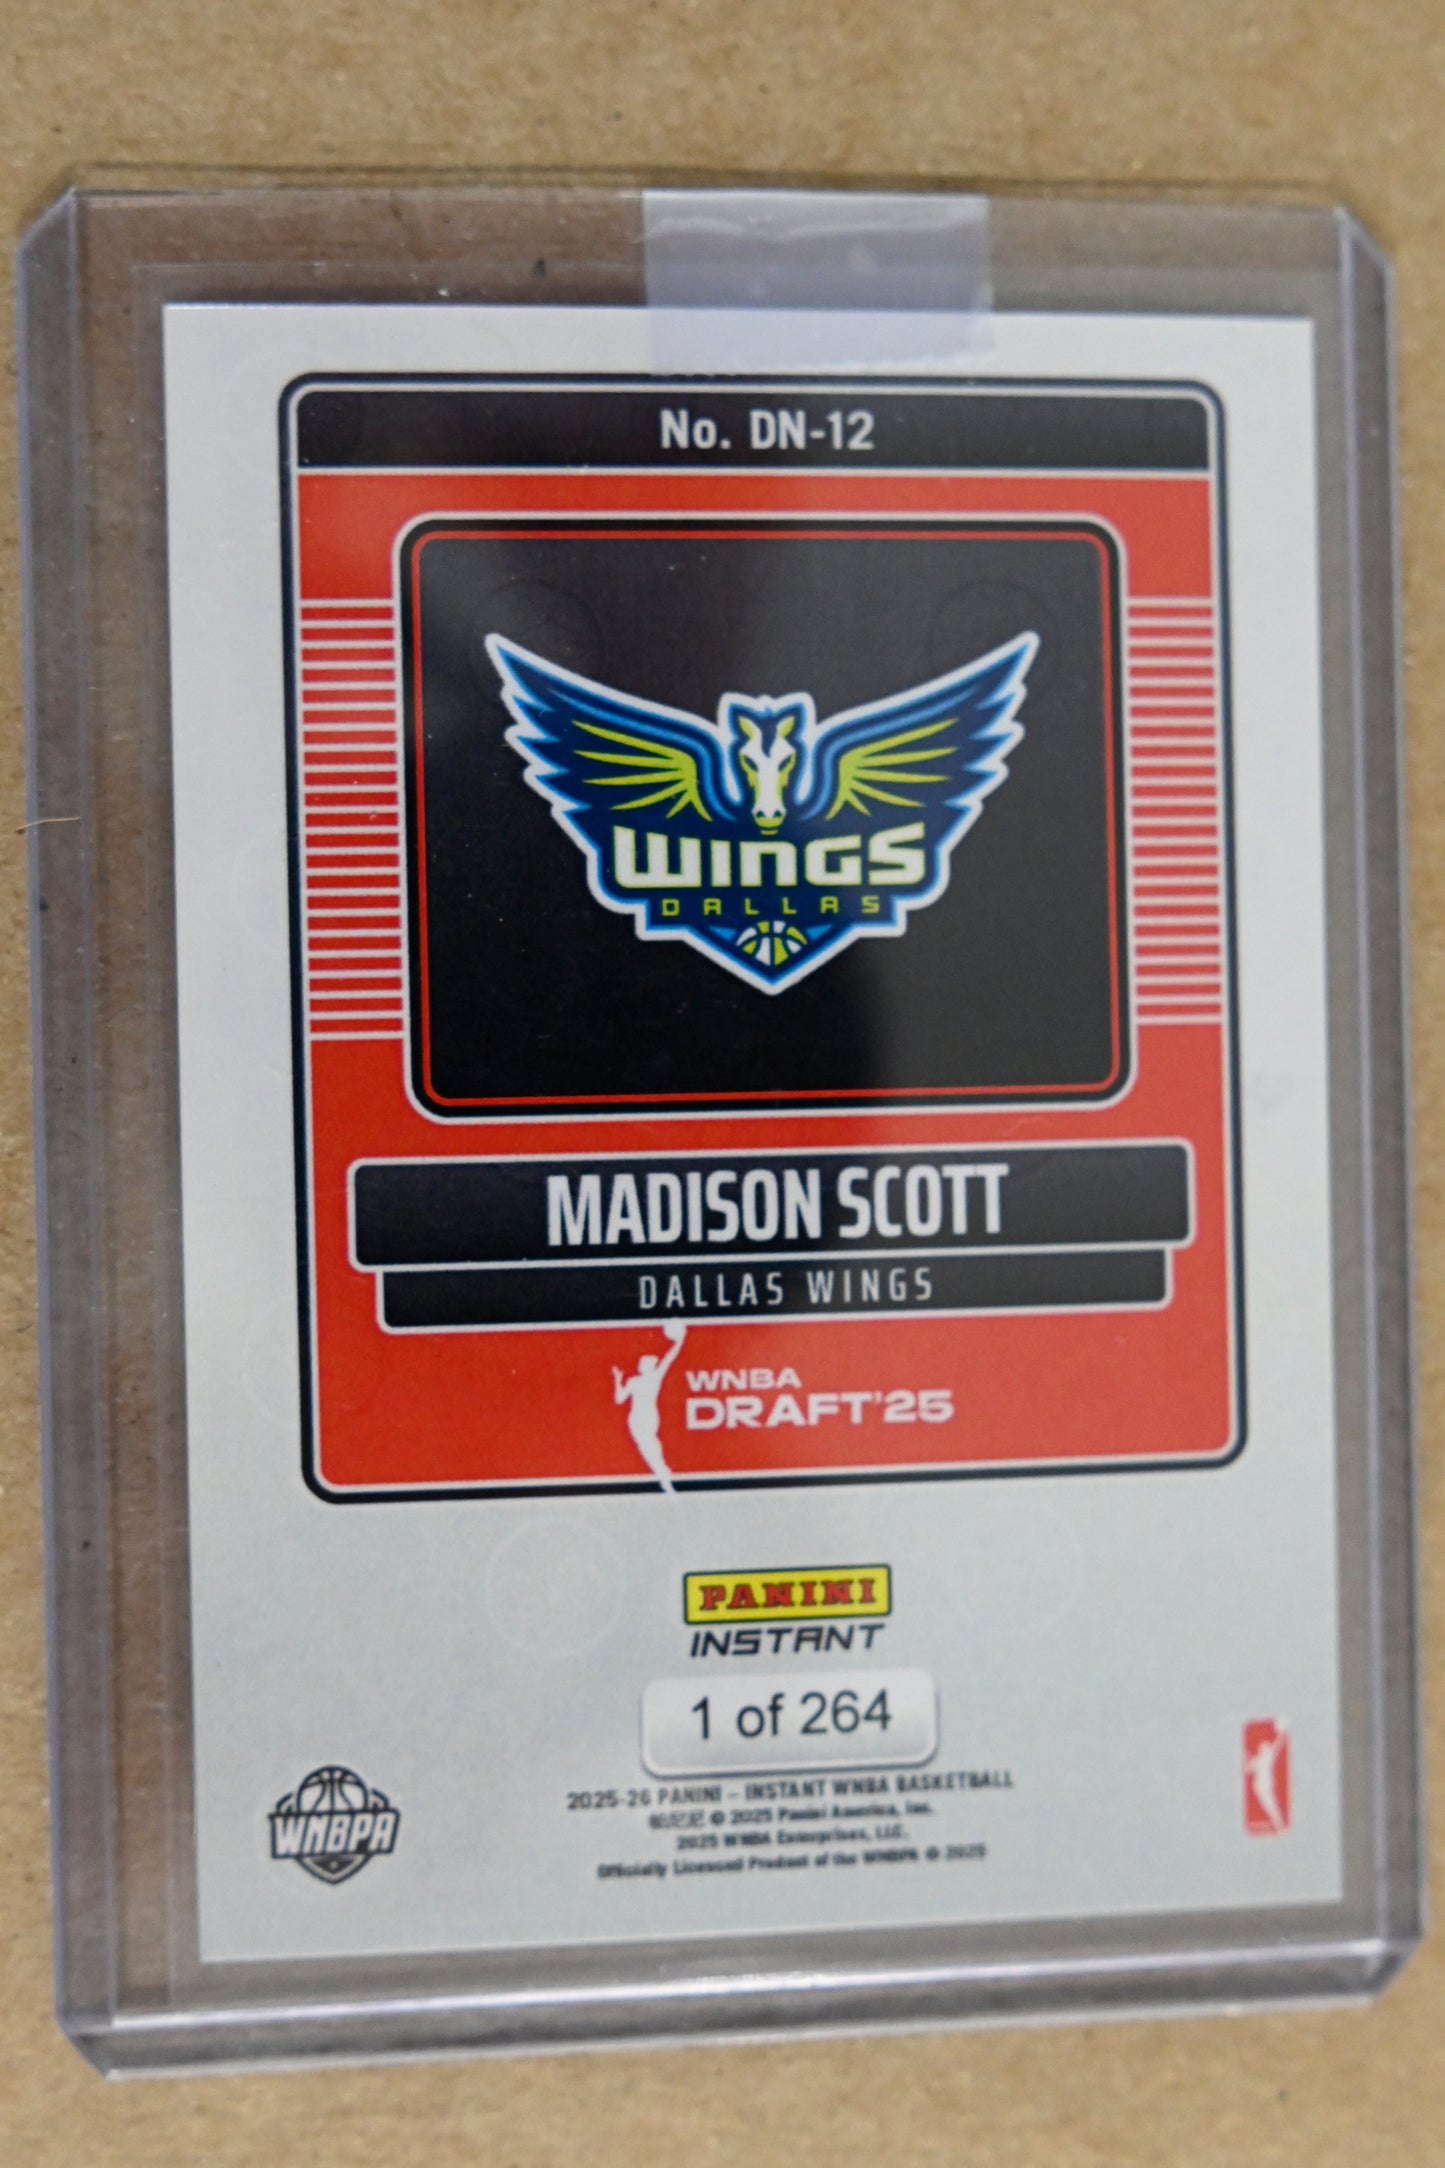 No. DN-12
WINGS
DALLAS
MADISON SCOTT
DALLAS WINGS
WNBA
DRAFT'25
PANINI
INSTANT
1 of 264
2025-26 PANINI – INSTANT WNBA BASKETBALL
© 2025 Panini America, Inc.
2025 WNBA Enterprises, LLC.
Officially Licensed Product of the WNBPA © 2025
WNBPA